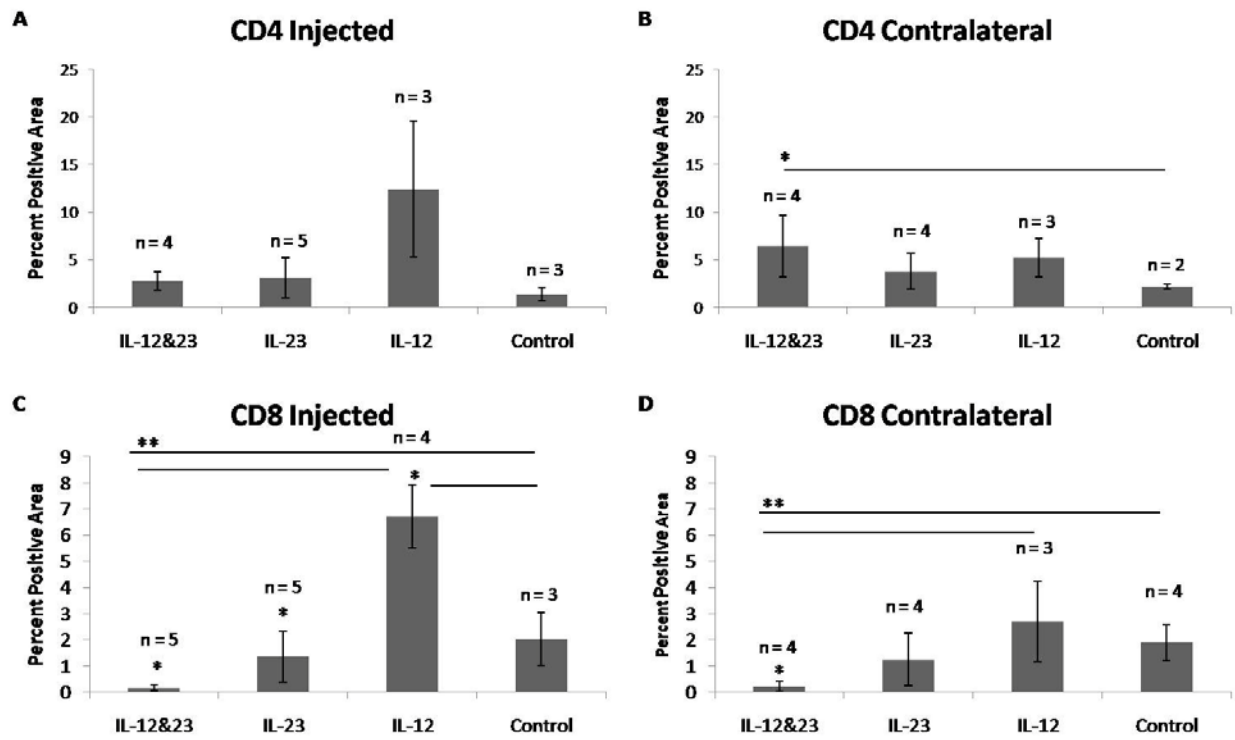 A
CD4 Injected
Percent Positive Area
25
20
15
10
5
0
n = 4
n = 5
n = 3
n = 3
IL-12&23
IL-23
IL-12
Control
B
CD4 Contralateral
Percent Positive Area
25
20
15
10
5
0
*
n = 4
n = 4
n = 3
n = 2
IL-12&23
IL-23
IL-12
Control
C
CD8 Injected
Percent Positive Area
9
8
7
6
5
4
3
2
1
0
**
n = 4
*
n = 5
*
n = 5
*
n = 3
IL-12&23
IL-23
IL-12
Control
D
CD8 Contralateral
Percent Positive Area
9
8
7
6
5
4
3
2
1
0
**
n = 4
*
n = 4
n = 3
n = 4
IL-12&23
IL-23
IL-12
Control